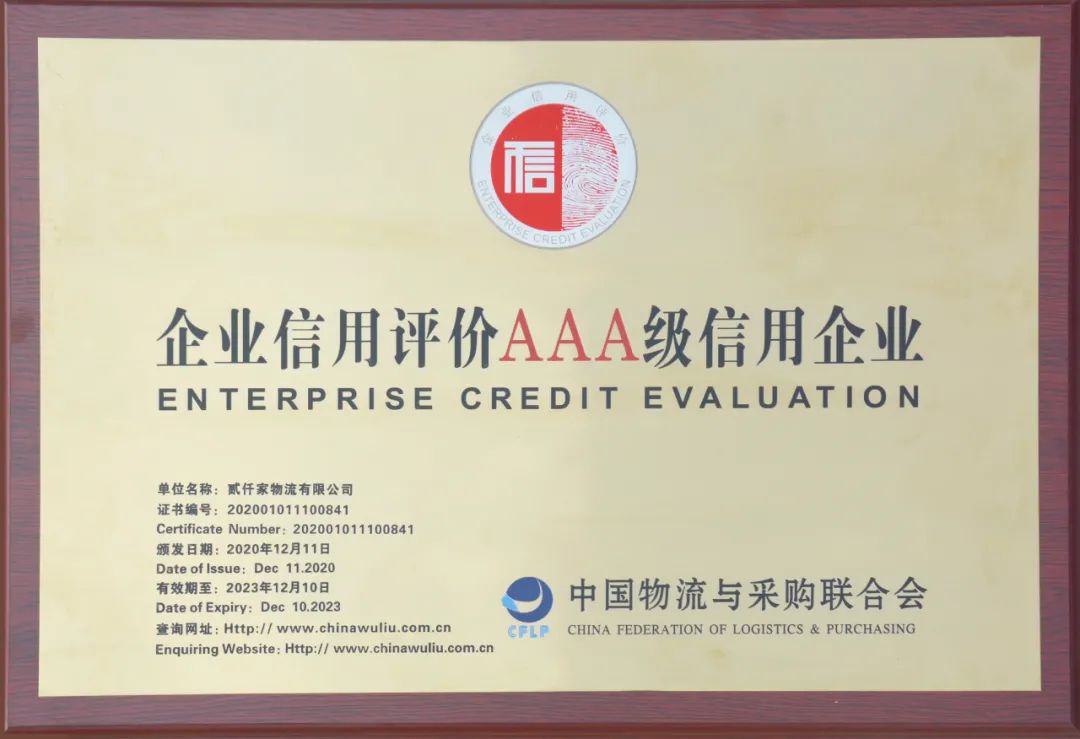 企业信用评价
信
ENTERPRISE CREDIT EVALUATION
企业信用评价AAA级信用企业
ENTERPRISE CREDIT EVALUATION
单位名称：贰仟家物流有限公司
证书编号：202001011100841
Certificate Number: 202001011100841
颁发日期：2020年12月11日
Date of Issue: Dec 11.2020
有效期至：2023年12月10日
Date of Expiry: Dec 10.2023
查询网址：Http://www.chinawuliu.com.cn
Enquiring Website: Http://www.chinawuliu.com.cn
CFLP
中国物流与采购联合会
CHINA FEDERATION OF LOGISTICS & PURCHASING